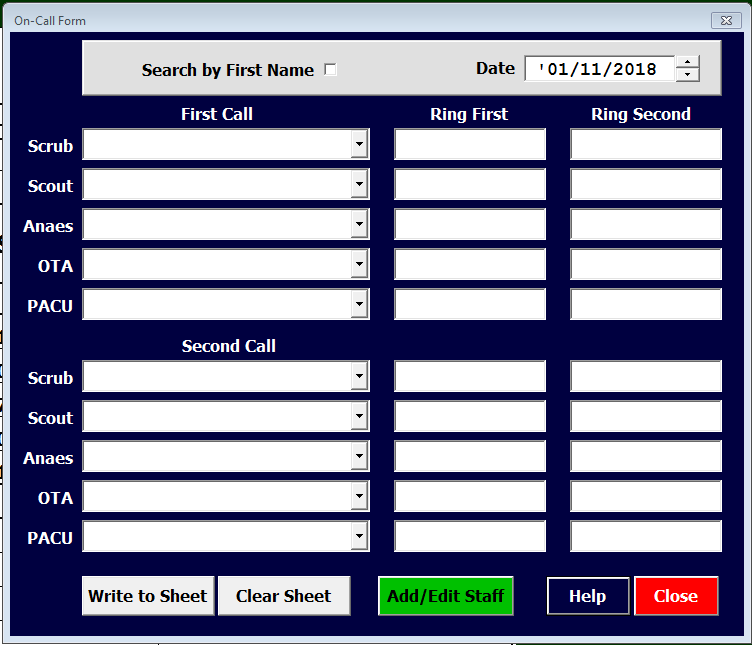 On-Call Form
Search by First Name Date '01/11/2018
First Call Ring First Ring Second
Scrub
Scout
Anaes
OTA
PACU
Second Call
Scrub
Scout
Anaes
OTA
PACU
Write to Sheet Clear Sheet Add/Edit Staff Help Close